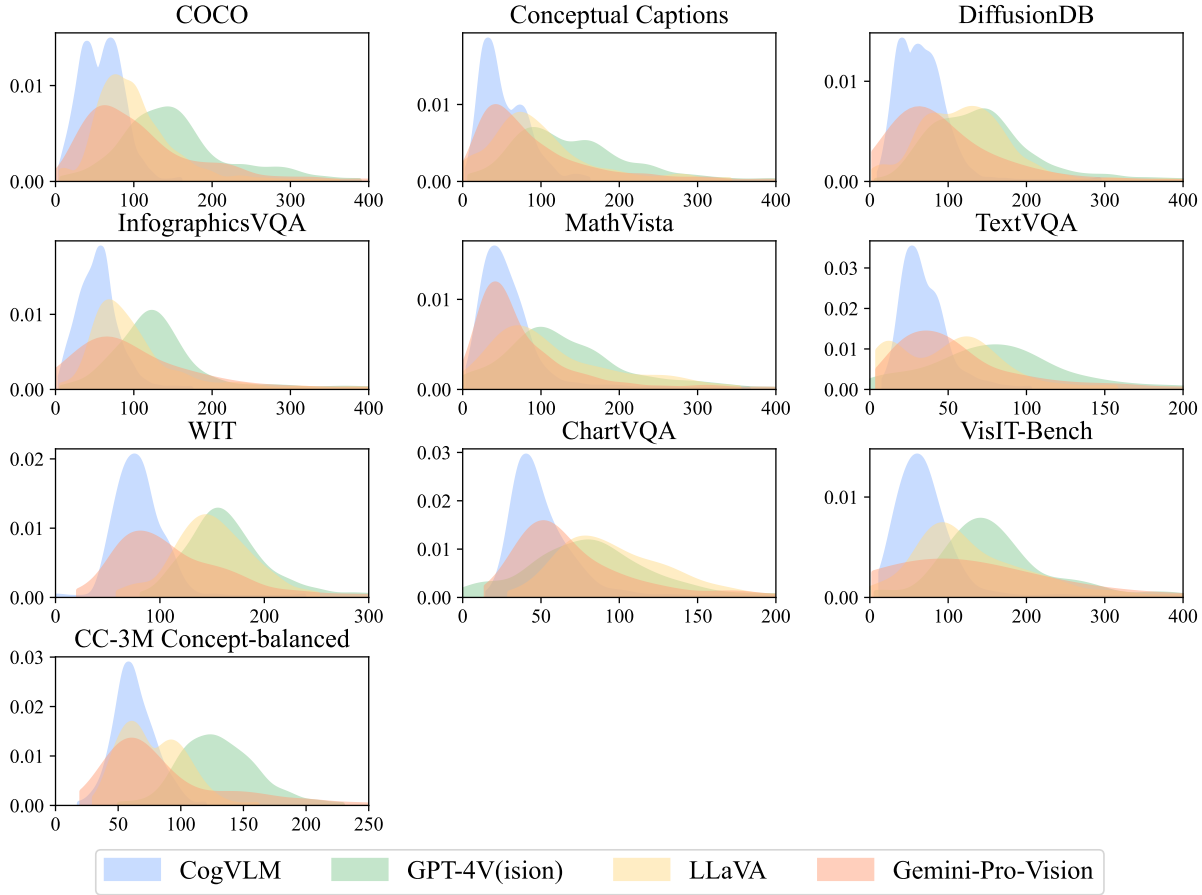 COCO
Conceptual Captions
DiffusionDB
0.01
0.00
0 100 200 300 400
0.01
0.00
0 100 200 300 400
0.01
0.00
0 100 200 300 400
InfographicsVQA
MathVista
TextVQA
0.01
0.00
0 100 200 300 400
0.01
0.00
0 100 200 300 400
0.03
0.02
0.01
0.00
0 50 100 150 200
WIT
ChartVQA
VisIT-Bench
0.02
0.01
0.00
0 100 200 300
0.03
0.02
0.01
0.00
0 50 100 150 200
0.01
0.00
0 100 200 300 400
CC-3M Concept-balanced
0.03
0.02
0.01
0.00
0 50 100 150 200 250
CogVLM GPT-4V(ision) LLaVA Gemini-Pro-Vision